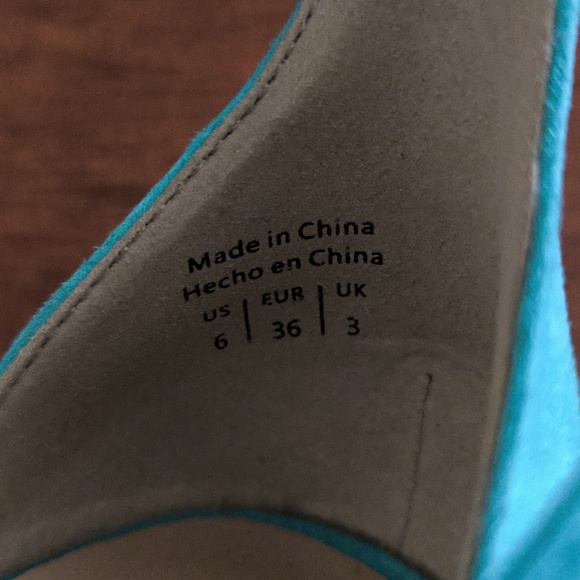 Made in China
Hecho en China
US | EUR | UK
6 | 36 | 3